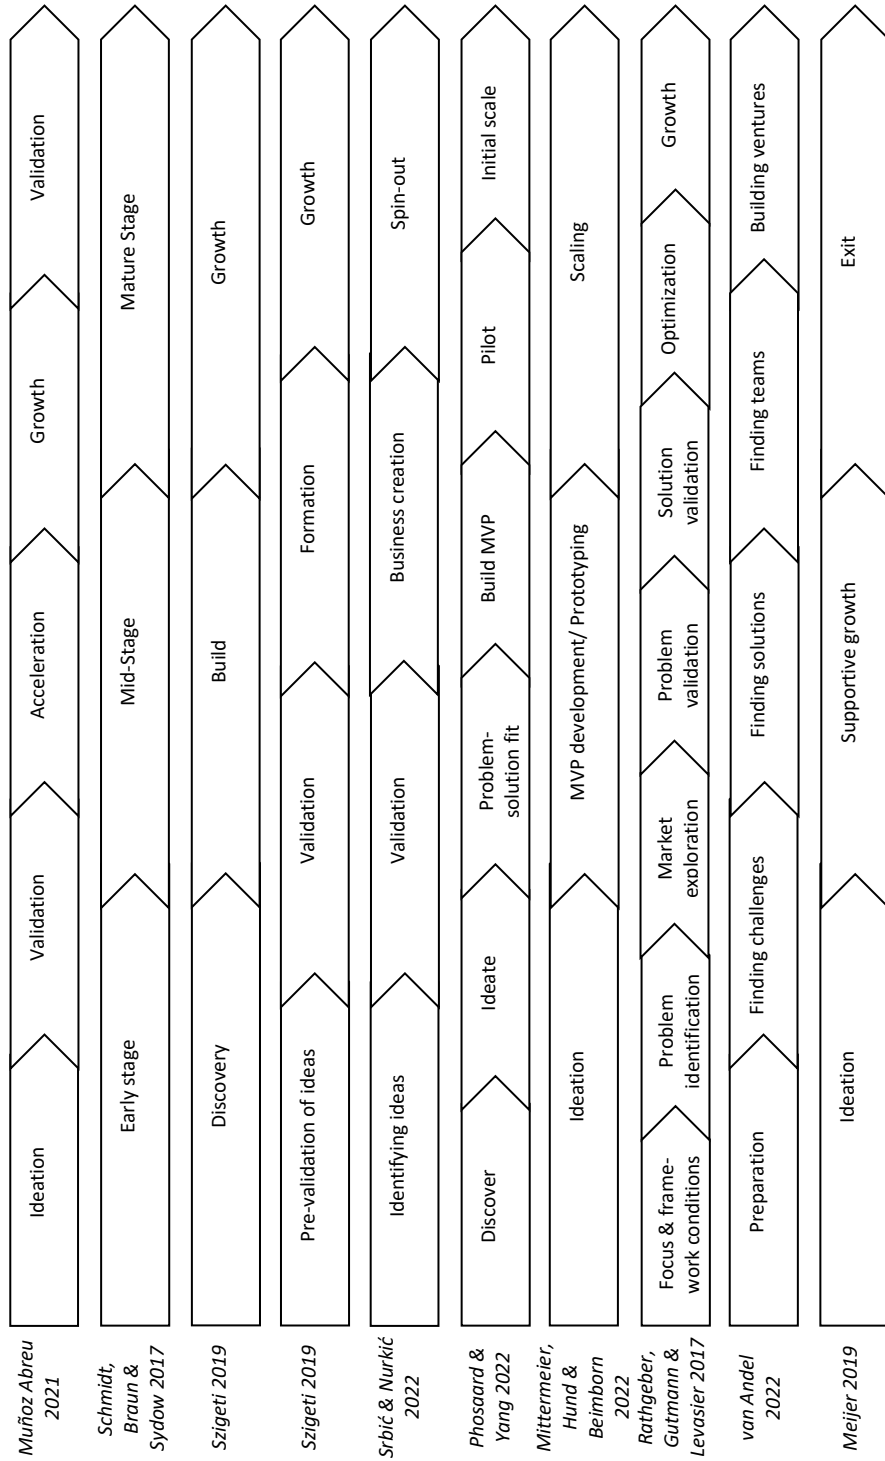 Muñoz Abreu
2021
Ideation
Validation
Acceleration
Growth
Validation
Schmidt,
Braun &
Sydow 2017
Early stage
Mid-Stage
Mature Stage
Szigeti 2019
Discovery
Build
Growth
Szigeti 2019
Pre-validation of ideas
Validation
Formation
Growth
Srbić & Nurkić
2022
Identifying ideas
Validation
Business creation
Spin-out
Phosaard &
Yang 2022
Discover
Ideate
Problem-
solution fit
Build MVP
Pilot
Initial scale
Mittermeier,
Hund &
Beimborn
2022
Ideation
MVP development/ Prototyping
Scaling
Rathgeber,
Gutmann &
Levasier 2017
Focus & frame-
work conditions
Problem
identification
Market
exploration
Problem
validation
Solution
validation
Optimization
Growth
van Andel
2022
Preparation
Finding challenges
Finding solutions
Finding teams
Building ventures
Meijer 2019
Ideation
Supportive growth
Exit